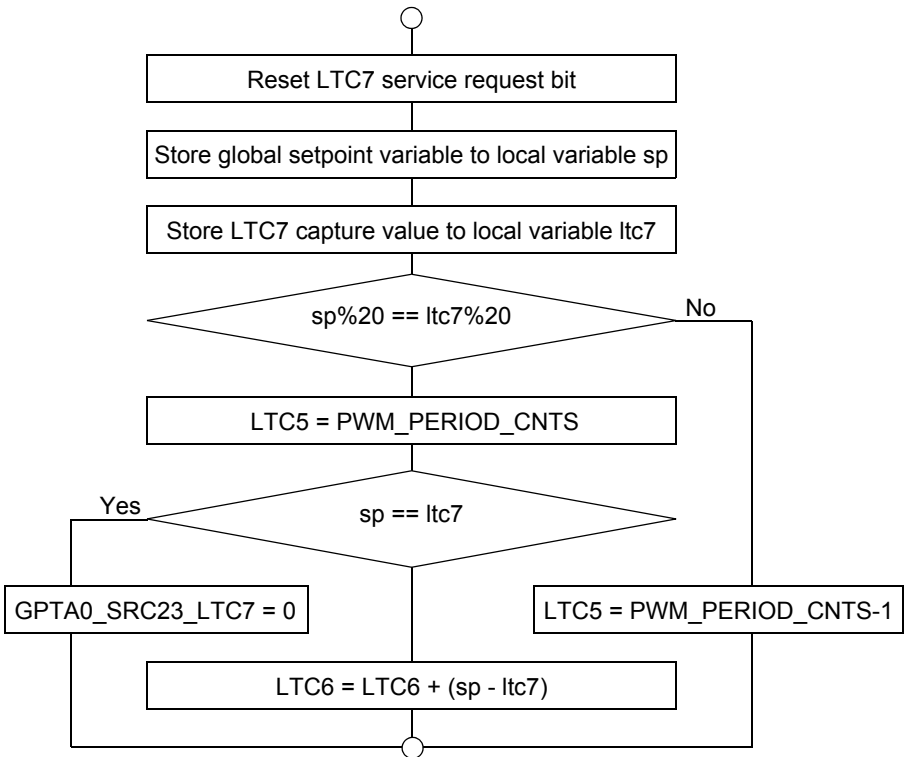 Reset LTC7 service request bit
Store global setpoint variable to local variable sp
Store LTC7 capture value to local variable ltc7
sp%20 == ltc7%20
No
LTC5 = PWM_PERIOD_CNTS
Yes
sp == ltc7
GPTA0_SRC23_LTC7 = 0
LTC5 = PWM_PERIOD_CNTS-1
LTC6 = LTC6 + (sp - ltc7)